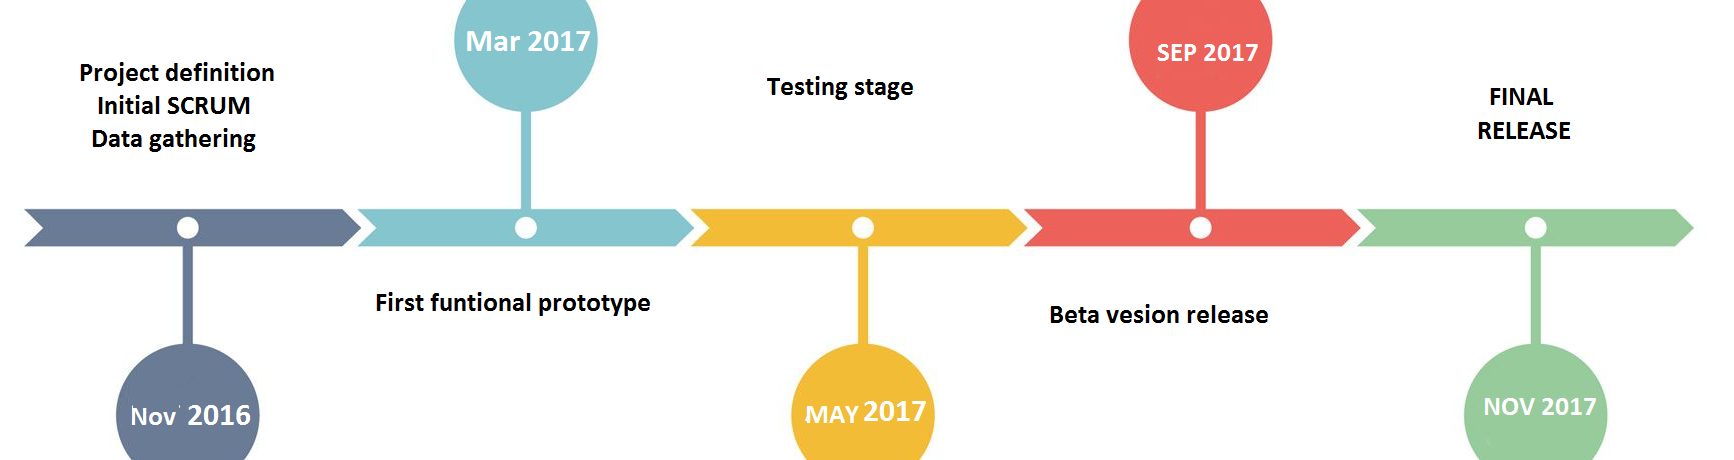 Project definition
Initial SCRUM
Data gathering
Nov 2016
Mar 2017
First funtional prototype
Testing stage
MAY 2017
SEP 2017
Beta vesion release
FINAL
RELEASE
NOV 2017